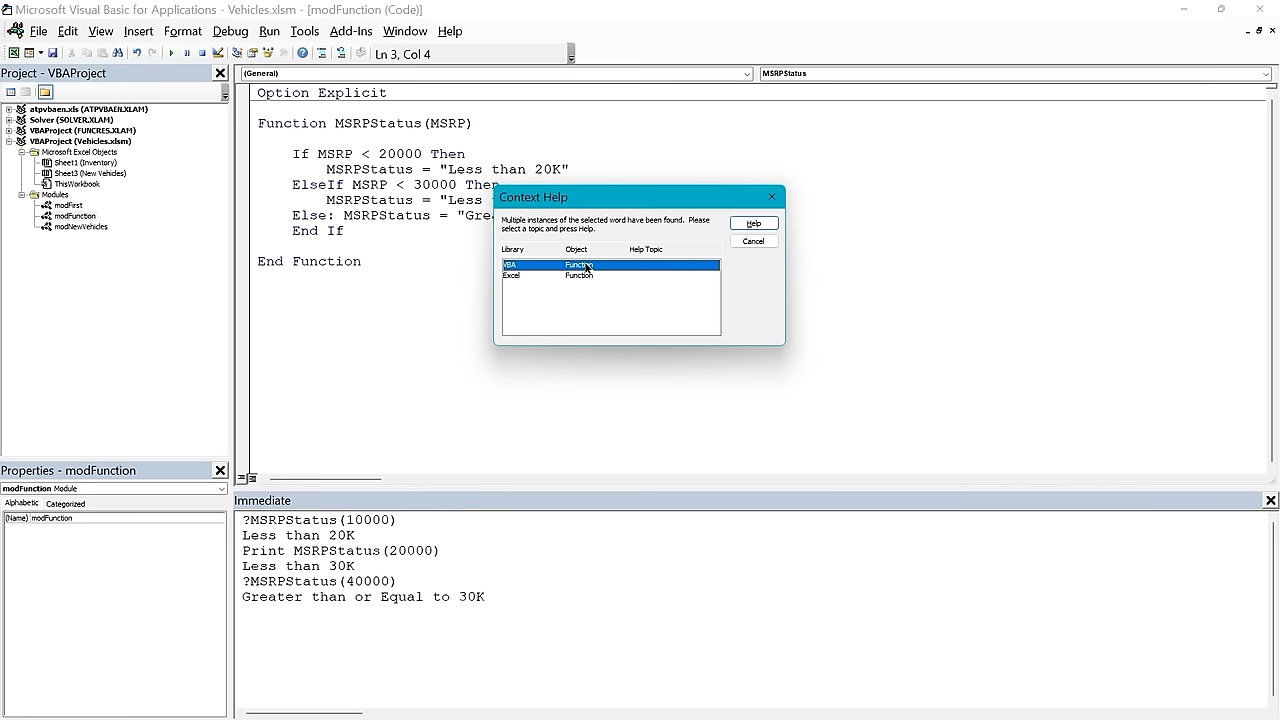 Microsoft Visual Basic for Applications - Vehicles.xlsm - [modFunction (Code)]
File Edit View Insert Format Debug Run Tools Add-Ins Window Help
Ln 3, Col 4
Project - VBAProject
atpvbaen.xls (ATPVBAEN.XLAM)
Solver (SOLVER.XLAM)
VBAProject (FUNCRES.XLAM)
VBAProject (Vehicles.xlsm)
Microsoft Excel Objects
Sheet1 (Inventory)
Sheet3 (New Vehicles)
ThisWorkbook
Modules
modFirst
modFunction
modNewVehicles
Properties - modFunction
modFunction Module
Alphabetic Categorized
(Name) modFunction
(General) MSRPStatus
Option Explicit
Function MSRPStatus(MSRP)
If MSRP < 20000 Then
MSRPStatus = "Less than 20K"
ElseIf MSRP < 30000 Then
MSRPStatus = "Less
Else: MSRPStatus = "Gre
End If
End Function
Context Help
Multiple instances of the selected word have been found. Please
select a topic and press Help.
Help
Cancel
Library Object Help Topic
VBA Function
Excel Function
Immediate
?MSRPStatus(10000)
Less than 20K
Print MSRPStatus(20000)
Less than 30K
?MSRPStatus(40000)
Greater than or Equal to 30K